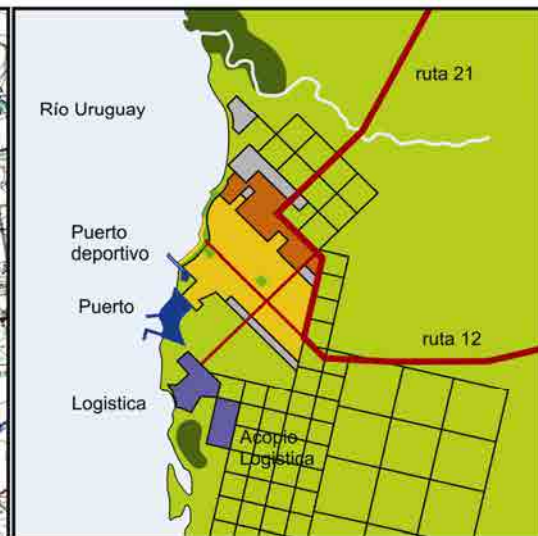 ruta 21
Río Uruguay
Puerto
deportivo
Puerto
ruta 12
Logistica
Acopio
Logistica